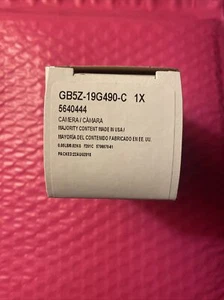 GB5Z-19G490-C 1X
5640444
CAMERA / CÁMARA
MAJORITY CONTENT MADE IN USA /
MAYORÍA DEL CONTENIDO FABRICADO EN EE. UU.